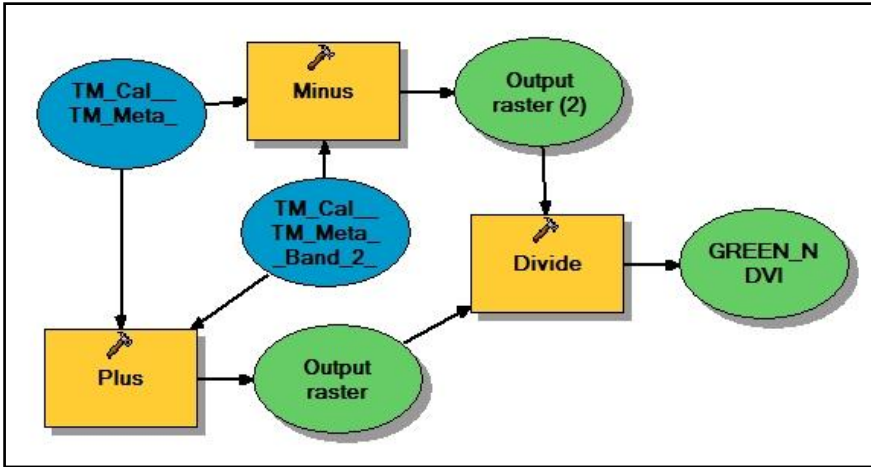 TM_Cal__
TM_Meta_
Minus
Output
raster (2)
TM_Cal__
TM_Meta_
_Band_2_
Divide
GREEN_N
DVI
Plus
Output
raster